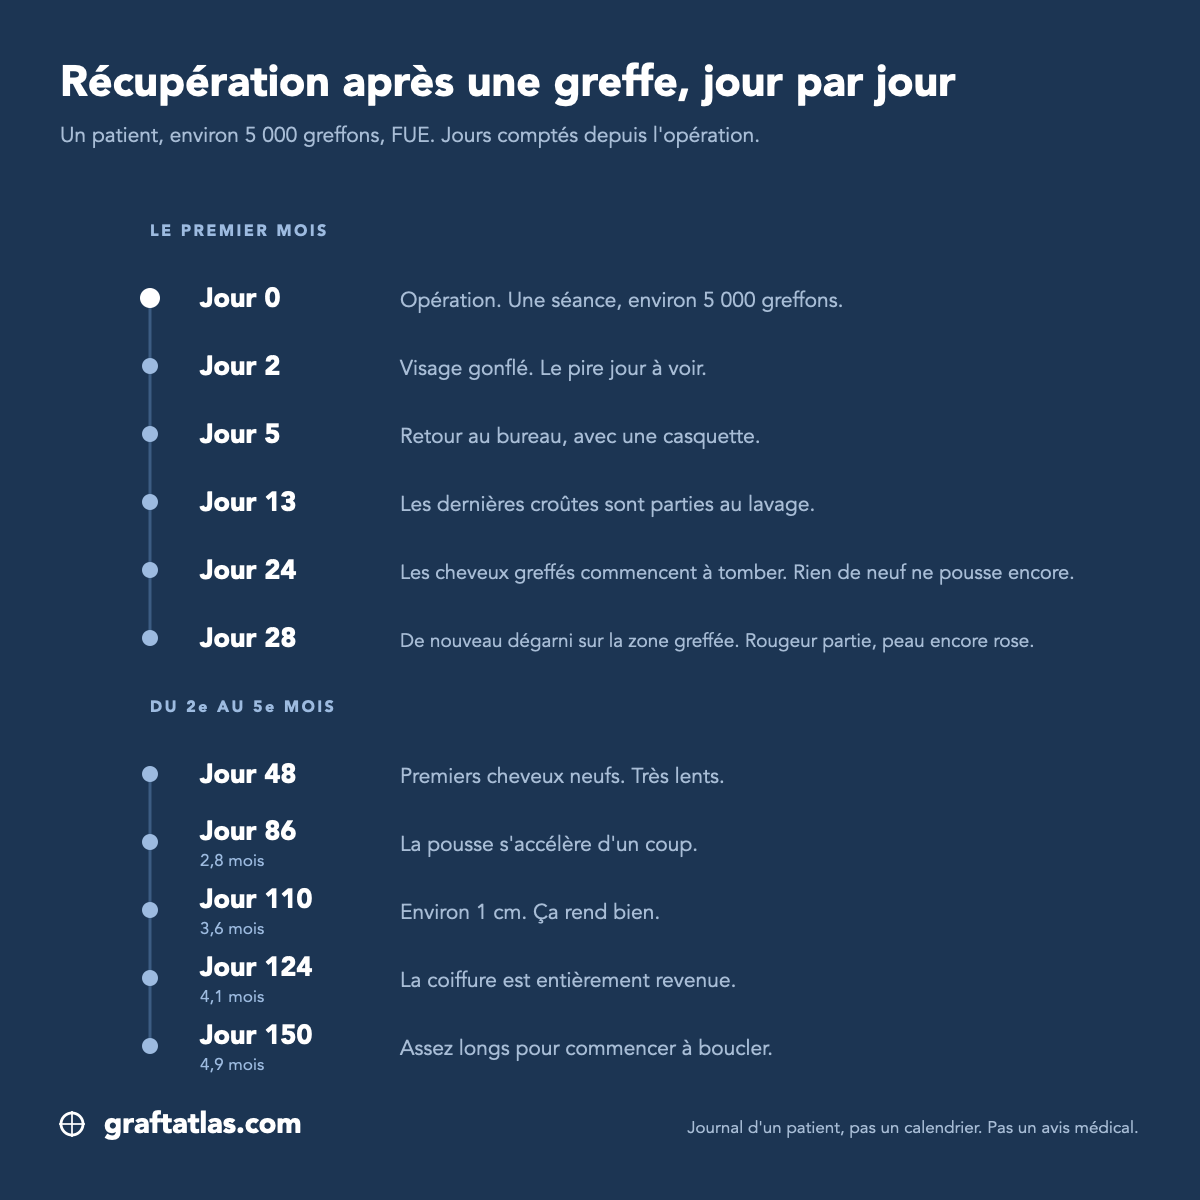 Récupération après une greffe, jour par jour
Un patient, environ 5 000 greffons, FUE. Jours comptés depuis l'opération.
LE PREMIER MOIS
Jour 0 Opération. Une séance, environ 5 000 greffons.
Jour 2 Visage gonflé. Le pire jour à voir.
Jour 5 Retour au bureau, avec une casquette.
Jour 13 Les dernières croûtes sont parties au lavage.
Jour 24 Les cheveux greffés commencent à tomber. Rien de neuf ne pousse encore.
Jour 28 De nouveau dégarni sur la zone greffée. Rougeur partie, peau encore rose.
DU 2e AU 5e MOIS
Jour 48 Premiers cheveux neufs. Très lents.
Jour 86 La pousse s'accélère d'un coup.
2,8 mois
Jour 110 Environ 1 cm. Ça rend bien.
3,6 mois
Jour 124 La coiffure est entièrement revenue.
4,1 mois
Jour 150 Assez longs pour commencer à boucler.
4,9 mois
graftatlas.com
Journal d'un patient, pas un calendrier. Pas un avis médical.